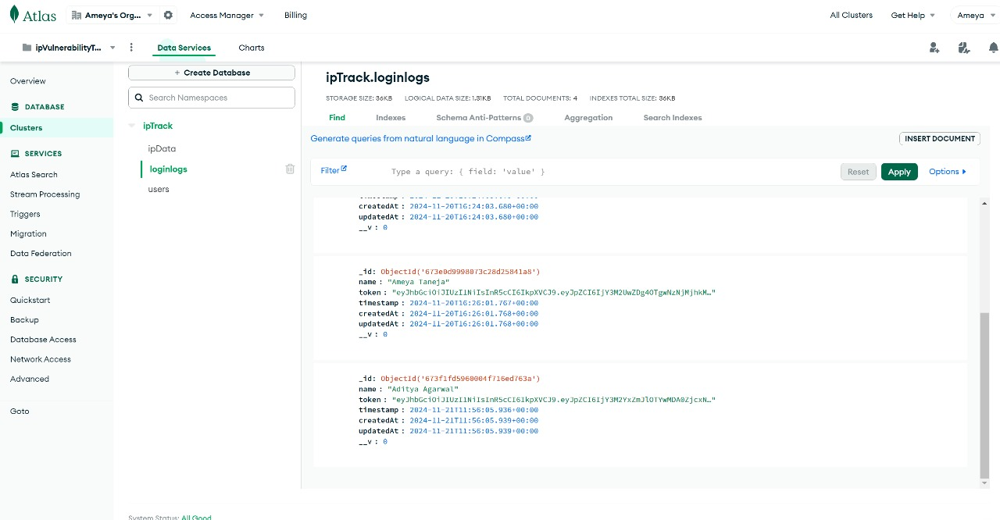 Atlas
Ameya's Org...
Access Manager
Billing
All Clusters
Get Help
Ameya
ipVulnerabilityT...
Data Services
Charts
Overview
DATABASE
Clusters
SERVICES
Atlas Search
Stream Processing
Triggers
Migration
Data Federation
SECURITY
Quickstart
Backup
Database Access
Network Access
Advanced
Goto
+ Create Database
Search Namespaces
ipTrack
ipData
loginlogs
users
ipTrack.loginlogs
STORAGE SIZE: 36KB LOGICAL DATA SIZE: 1.31KB TOTAL DOCUMENTS: 4 INDEXES TOTAL SIZE: 36KB
Find Indexes Schema Anti-Patterns 0 Aggregation Search Indexes
Generate queries from natural language in Compass
INSERT DOCUMENT
Filter
Type a query: { field: 'value' }
Reset
Apply
Options
createdAt : 2024-11-20T16:24:03.680+00:00
updatedAt : 2024-11-20T16:24:03.680+00:00
__v : 0
_id: ObjectId('673e0d9998073c28d25841a8')
name : "Ameya Taneja"
token : "eyJhbGciOiJIUzI1NiIsInR5cCI6IkpXVCJ9.eyJpZCI6IjY3M2UwZDg4OTgwNzNjMjhkM…"
timestamp : 2024-11-20T16:26:01.767+00:00
createdAt : 2024-11-20T16:26:01.768+00:00
updatedAt : 2024-11-20T16:26:01.768+00:00
__v : 0
_id: ObjectId('673f1fd5960004f716ed763a')
name : "Aditya Agarwal"
token : "eyJhbGciOiJIUzI1NiIsInR5cCI6IkpXVCJ9.eyJpZCI6IjY3M2YxZmJlOTYwMDA0ZjcxN…"
timestamp : 2024-11-21T11:56:05.936+00:00
createdAt : 2024-11-21T11:56:05.939+00:00
updatedAt : 2024-11-21T11:56:05.939+00:00
__v : 0
System Status: All Good